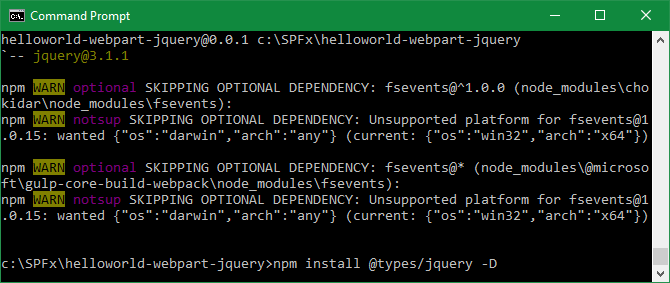 Command Prompt
helloworld-webpart-jquery@0.0.1 c:\SPFx\helloworld-webpart-jquery
`-- jquery@3.1.1
npm WARN optional SKIPPING OPTIONAL DEPENDENCY: fsevents@^1.0.0 (node_modules\cho
kidar\node_modules\fsevents):
npm WARN notsup SKIPPING OPTIONAL DEPENDENCY: Unsupported platform for fsevents@1
.0.15: wanted {"os":"darwin","arch":"any"} (current: {"os":"win32","arch":"x64"})
npm WARN optional SKIPPING OPTIONAL DEPENDENCY: fsevents@* (node_modules\@microso
ft\gulp-core-build-webpack\node_modules\fsevents):
npm WARN notsup SKIPPING OPTIONAL DEPENDENCY: Unsupported platform for fsevents@1
.0.15: wanted {"os":"darwin","arch":"any"} (current: {"os":"win32","arch":"x64"})
c:\SPFx\helloworld-webpart-jquery>npm install @types/jquery -D